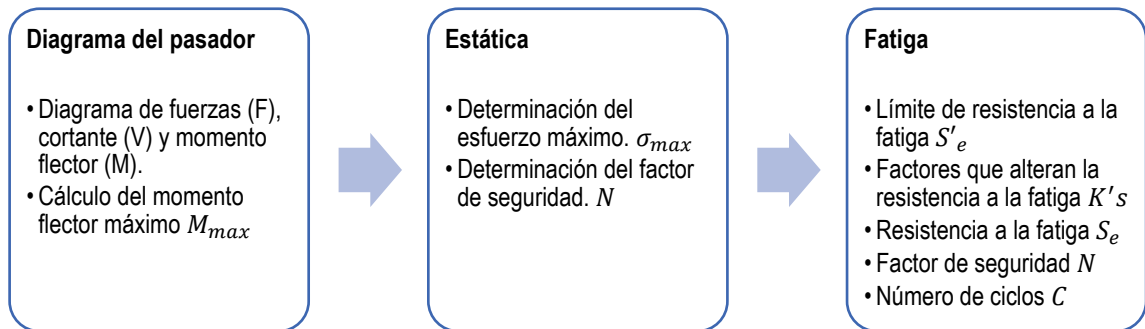 Diagrama del pasador
• Diagrama de fuerzas (F),
cortante (V) y momento
flector (M).
• Cálculo del momento
flector máximo M_max
Estática
• Determinación del
esfuerzo máximo. σ_max
• Determinación del factor
de seguridad. N
Fatiga
• Límite de resistencia a la
fatiga S'_e
• Factores que alteran la
resistencia a la fatiga K's
• Resistencia a la fatiga S_e
• Factor de seguridad N
• Número de ciclos C